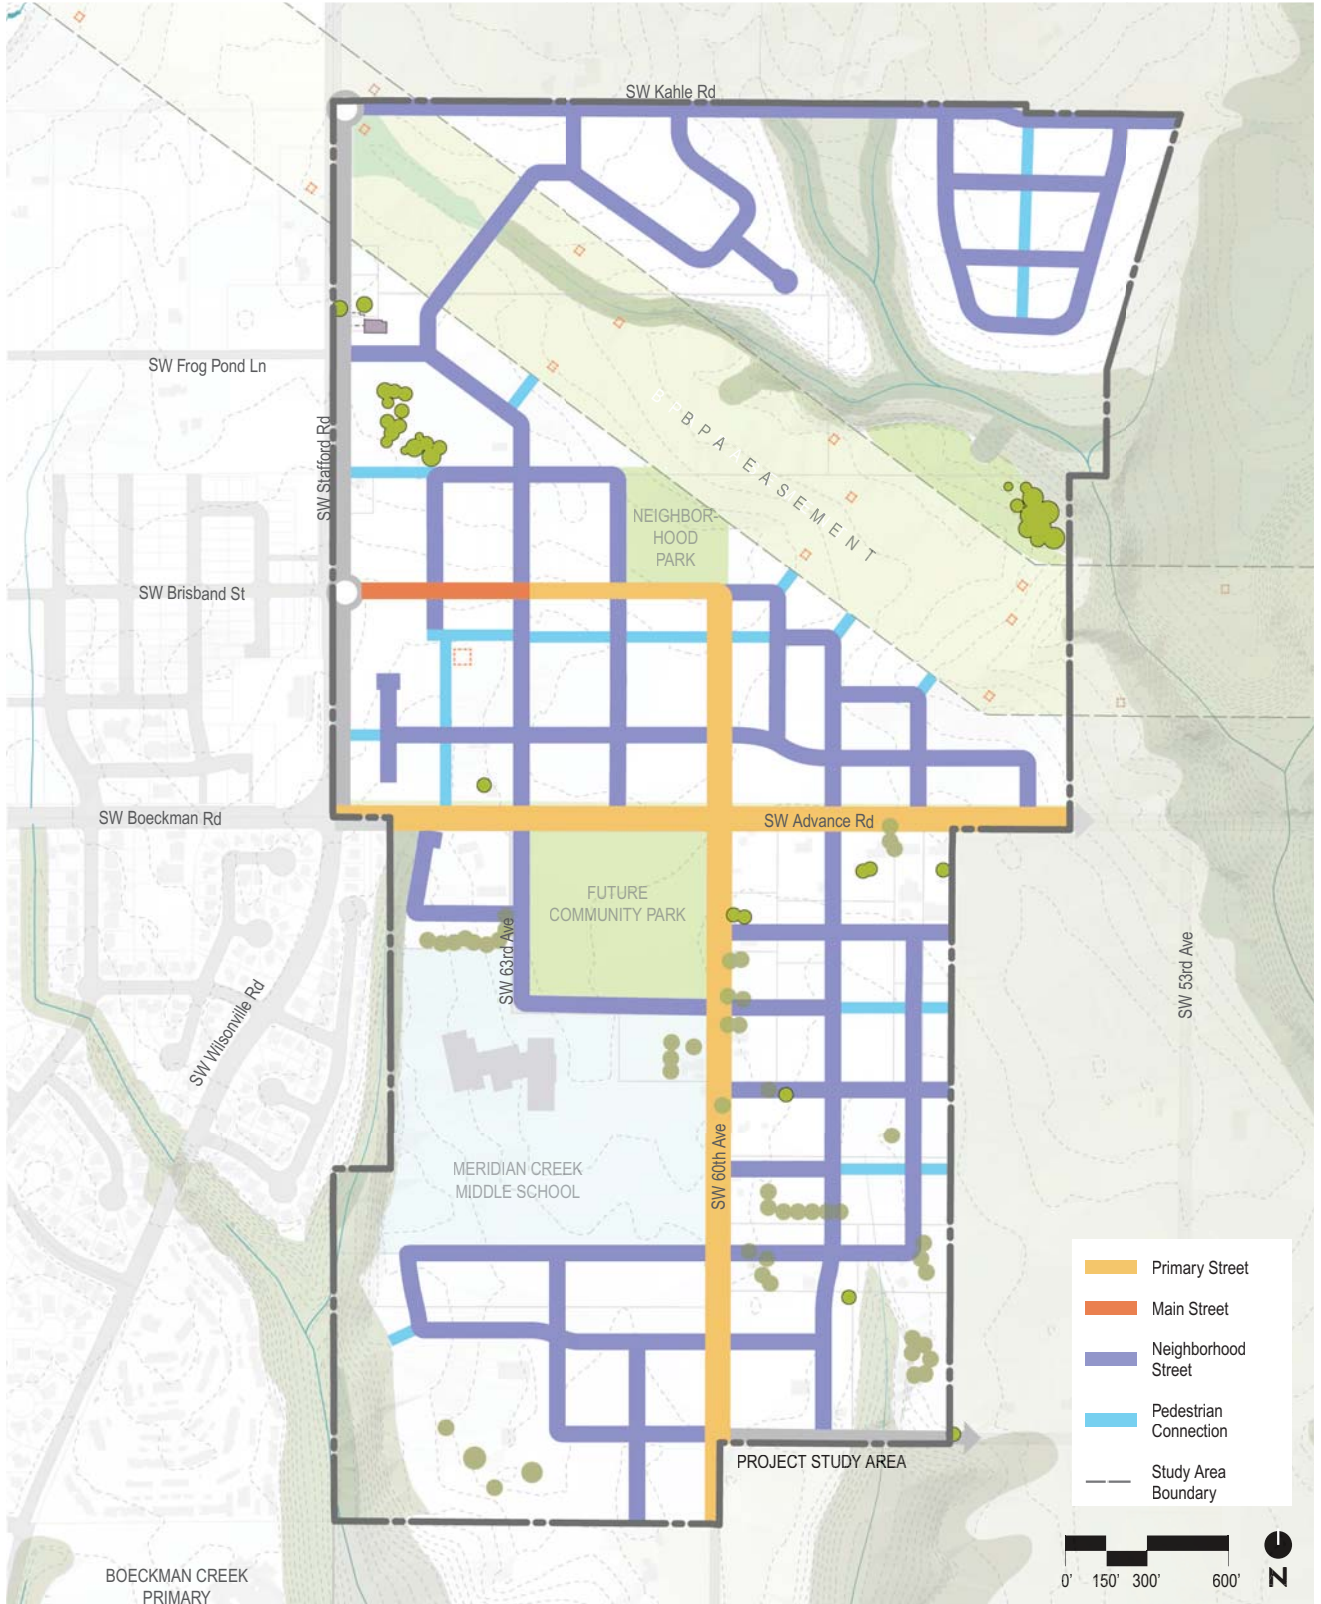 SW Kahle Rd
SW Frog Pond Ln
SW Stafford Rd
BPA EASEMENT
NEIGHBOR-
HOOD
PARK
SW Brisband St
SW Boeckman Rd
SW Advance Rd
FUTURE
COMMUNITY PARK
SW 63rd Ave
SW 53rd Ave
SW Wilsonville Rd
SW 60th Ave
MERIDIAN CREEK
MIDDLE SCHOOL
Primary Street
Main Street
Neighborhood
Street
Pedestrian
Connection
Study Area
Boundary
PROJECT STUDY AREA
BOECKMAN CREEK
PRIMARY
0' 150' 300' 600'
N